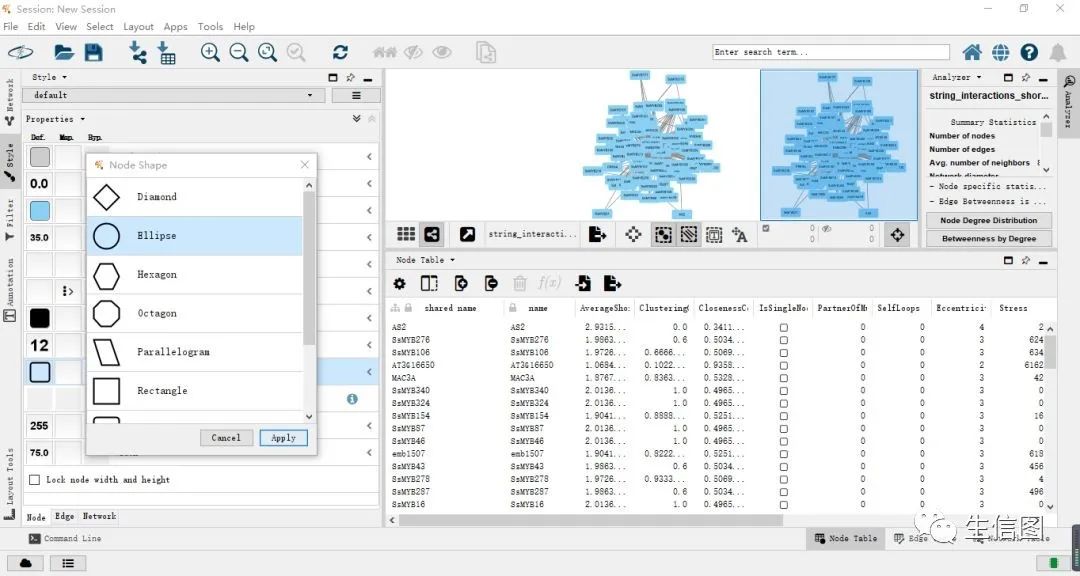 Session: New Session
File Edit View Select Layout Apps Tools Help
Enter search term...
Network
Style
Filter
Annotation
Layout Tools
Style
default
Properties
Def. Map. Byp.
0.0
35.0
12
255
75.0
Lock node width and height
Node Edge Network
Node Shape
Diamond
Ellipse
Hexagon
Octagon
Parallelogram
Rectangle
Cancel Apply
string_interacti...
0 0
0 0
Analyzer
Analyzer
string_interactions_shor...
Summary Statistics
Number of nodes
Number of edges
Avg. number of neighbors 8
Network diameter
- Node specific statis...
- Edge Betweenness is ...
Node Degree Distribution
Betweenness by Degree
Node Table
f(x)
shared name name AverageSho: Clustering( ClosenessC( IsSingleNo( PartnerOfM( SelfLoops Eccentrici: Stress
AS2 AS2 2.9315... 0.0 0.3411... 0 0 4 2
SsMYB276 SsMYB276 1.9863... 0.6 0.5034... 0 0 3 624
SsMYB106 SsMYB106 1.9726... 0.6666... 0.5069... 0 0 3 634
AT3G16650 AT3G16650 1.0684... 0.1022... 0.9358... 0 0 2 6162
MAC3A MAC3A 1.8767... 0.8363... 0.5328... 0 0 3 42
SsMYB340 SsMYB340 2.0136... 1.0 0.4965... 0 0 3 0
SsMYB324 SsMYB324 2.0136... 1.0 0.4965... 0 0 3 0
SsMYB154 SsMYB154 1.9041... 0.8888... 0.5251... 0 0 3 16
SsMYB87 SsMYB87 2.0136... 1.0 0.4965... 0 0 3 0
SsMYB46 SsMYB46 2.0136... 1.0 0.4965... 0 0 3 0
emb1507 emb1507 1.9041... 0.8222... 0.5251... 0 0 3 618
SsMYB43 SsMYB43 1.9863... 0.6 0.5034... 0 0 3 456
SsMYB278 SsMYB278 1.9726... 0.9333... 0.5069... 0 0 3 4
SsMYB287 SsMYB287 1.9863... 0.6 0.5034... 0 0 3 496
SsMYB16 SsMYB16 2.0136... 1.0 0.4965... 0 0 3 0
生信图
Command Line
Node Table Edge